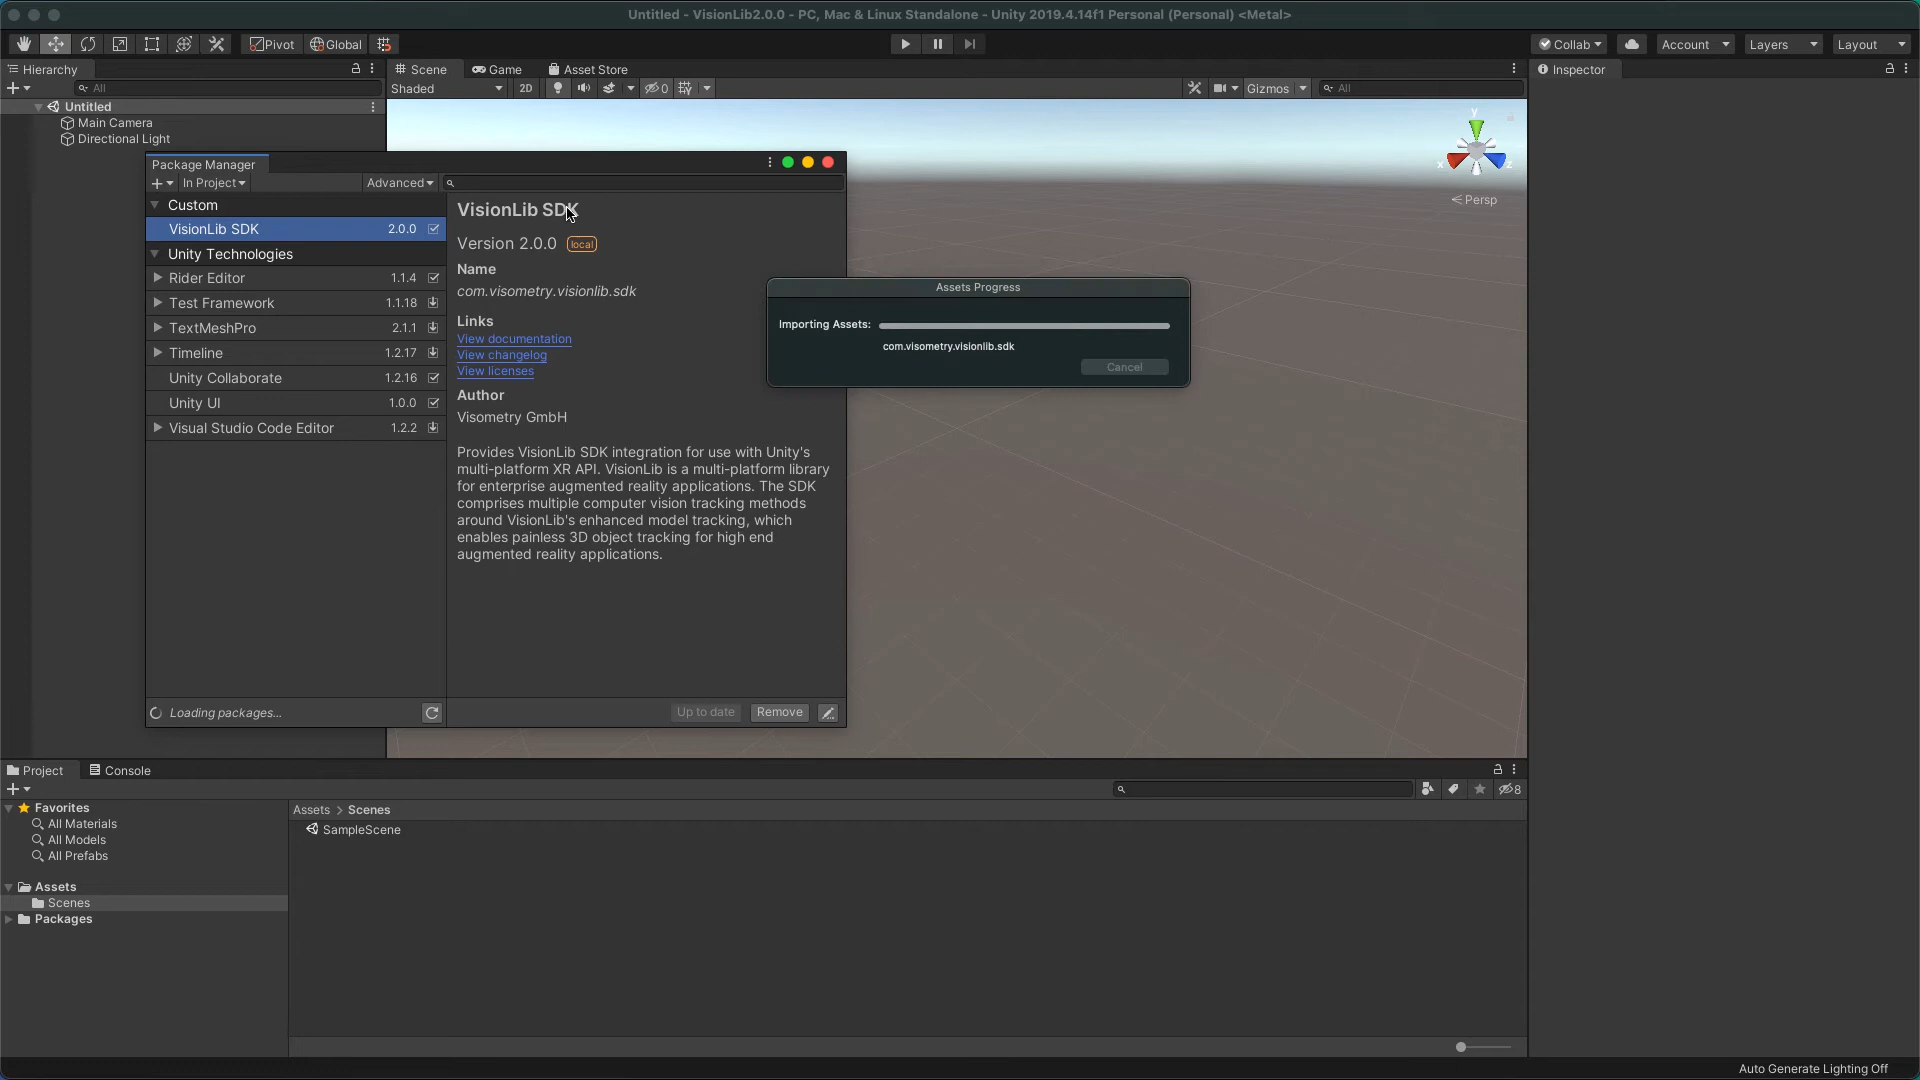 Untitled - VisionLib2.0.0 - PC, Mac & Linux Standalone - Unity 2019.4.14f1 Personal (Personal) <Metal>
Pivot
Global
Collab
Account
Layers
Layout
Hierarchy
Scene
Game
Asset Store
Inspector
All
Shaded
2D
0
Gizmos
All
Untitled
Main Camera
Directional Light
y
x
z
Persp
Package Manager
In Project
Advanced
Custom
VisionLib SDK 2.0.0
Unity Technologies
Rider Editor 1.1.4
Test Framework 1.1.18
TextMeshPro 2.1.1
Timeline 1.2.17
Unity Collaborate 1.2.16
Unity UI 1.0.0
Visual Studio Code Editor 1.2.2
Loading packages...
VisionLib SDK
Version 2.0.0 local
Name
com.visometry.visionlib.sdk
Links
View documentation
View changelog
View licenses
Author
Visometry GmbH
Provides VisionLib SDK integration for use with Unity's
multi-platform XR API. VisionLib is a multi-platform library
for enterprise augmented reality applications. The SDK
comprises multiple computer vision tracking methods
around VisionLib's enhanced model tracking, which
enables painless 3D object tracking for high end
augmented reality applications.
Up to date
Remove
Assets Progress
Importing Assets:
com.visometry.visionlib.sdk
Cancel
Project
Console
8
Favorites
All Materials
All Models
All Prefabs
Assets
Scenes
Packages
Assets > Scenes
SampleScene
Auto Generate Lighting Off